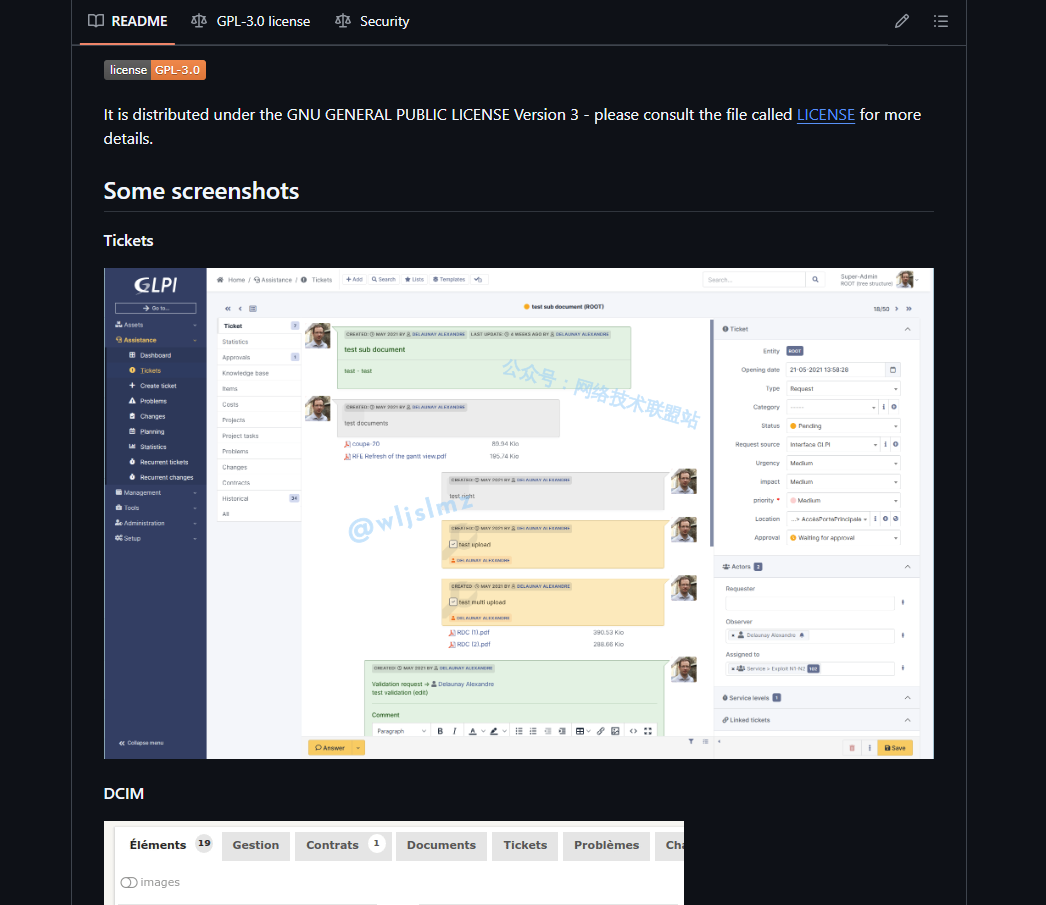 README
GPL-3.0 license
Security
license GPL-3.0
It is distributed under the GNU GENERAL PUBLIC LICENSE Version 3 - please consult the file called LICENSE for more
details.
Some screenshots
Tickets
GLPI
Home / Assistance / Tickets
Add
Search
Lists
Templates
Search...
Super-Admin
ROOT (tree structure)
Go to...
test sub document (ROOT)
18/50
Assets
Assistance
Dashboard
Tickets
Create ticket
Problems
Changes
Planning
Statistics
Recurrent tickets
Recurrent changes
Management
Tools
Administration
Setup
Collapse menu
Ticket
Statistics
Approvals 1
Knowledge base
Items
Costs
Projects
Project tasks
Problems
Changes
Contracts
Historical 34
All
CREATED MAY 2021 BY DELAUNAY ALEXANDRE LAST UPDATE 4 WEEKS AGO BY DELAUNAY ALEXANDRE
test sub document
test - test
公众号：网络技术联盟站
CREATED MAY 2021 BY DELAUNAY ALEXANDRE
test documents
coupe-20 89.94 Kio
RFE Refresh of the gantt view.pdf 195.74 Kio
CREATED MAY 2021 BY DELAUNAY ALEXANDRE
test right
@wljslmz
CREATED MAY 2021 BY DELAUNAY ALEXANDRE
test upload
DELAUNAY ALEXANDRE
CREATED MAY 2021 BY DELAUNAY ALEXANDRE
test multi upload
DELAUNAY ALEXANDRE
RDC (1).pdf 280.53 Kio
RDC (2).pdf 288.66 Kio
CREATED MAY 2021 BY DELAUNAY ALEXANDRE
Validation request → Delaunay Alexandre
test validation (edit)
Comment
Paragraph B I A
Answer
Ticket
Entity ROOT
Opening date 21-05-2021 13:58:28
Type Request
Category -----
Status Pending
Request source Interface GLPI
Urgency Medium
Impact Medium
priority * Medium
Location ...> AccèsPortePrincipale
Approval Waiting for approval
Actors 3
Requester
Observer
Delaunay Alexandre
Assigned to
Service > Exploit N1-N2
Service levels 1
Linked tickets
Save
DCIM
Éléments 19
Gestion
Contrats 1
Documents
Tickets
Problèmes
Cha
images